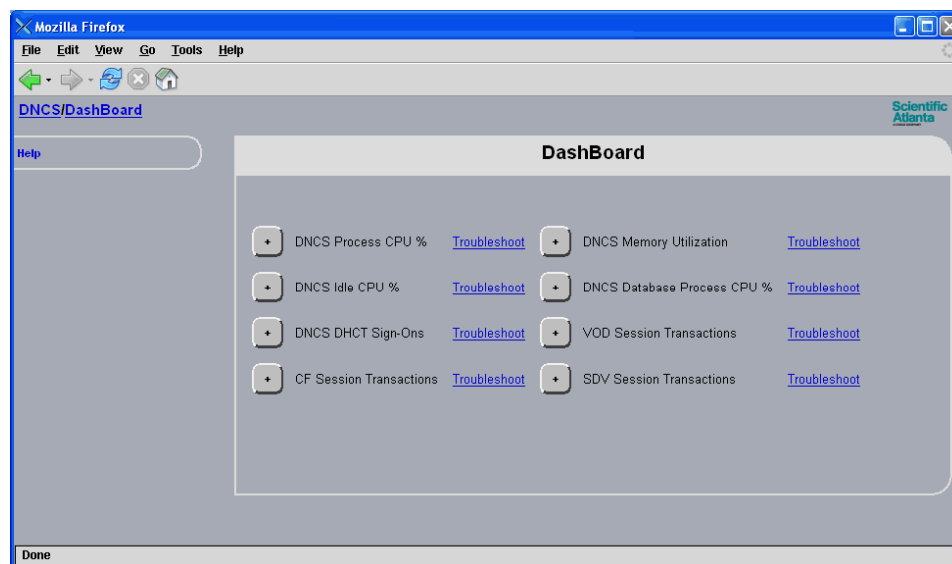 Mozilla Firefox
File Edit View Go Tools Help
DNCS/DashBoard
Scientific
Atlanta
Help
DashBoard
+ DNCS Process CPU % Troubleshoot + DNCS Memory Utilization Troubleshoot
+ DNCS Idle CPU % Troubleshoot + DNCS Database Process CPU % Troubleshoot
+ DNCS DHCT Sign-Ons Troubleshoot + VOD Session Transactions Troubleshoot
+ CF Session Transactions Troubleshoot + SDV Session Transactions Troubleshoot
Done